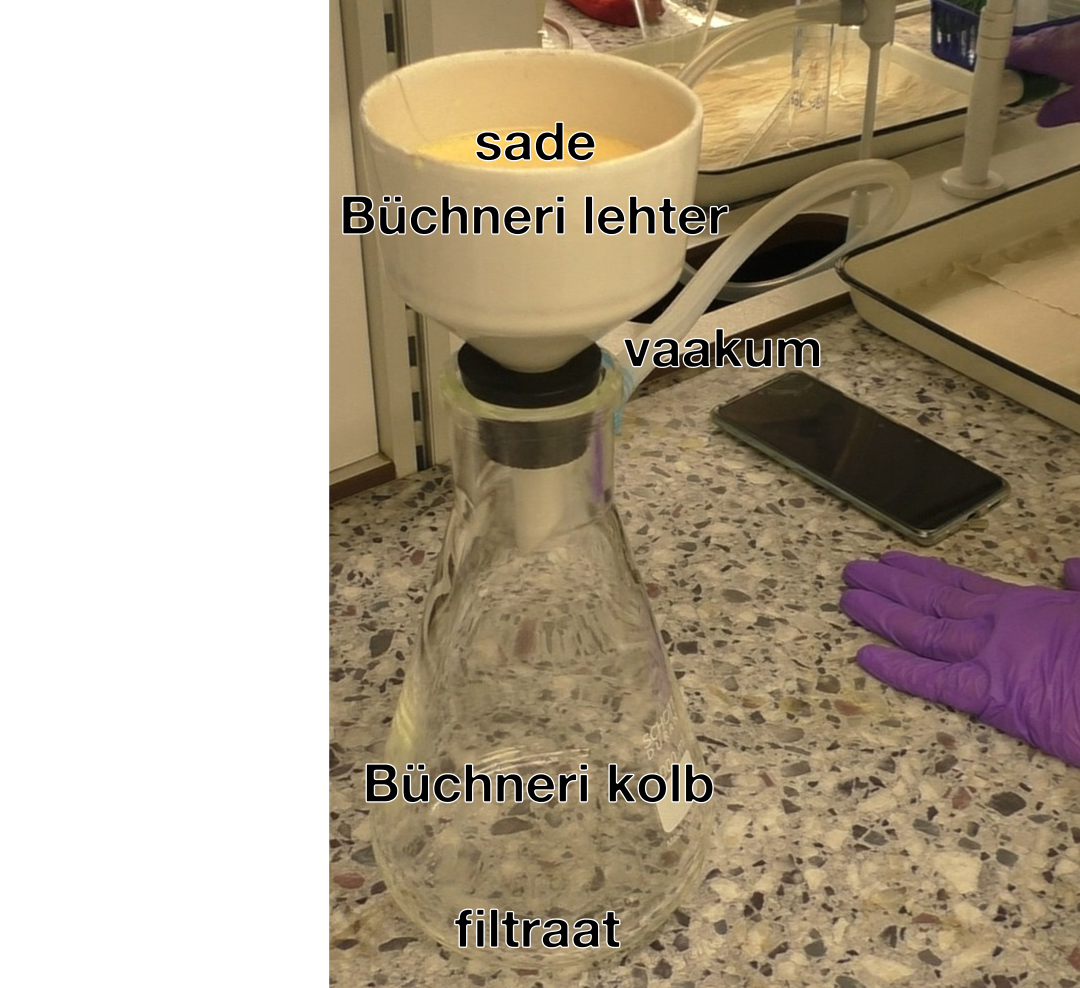 sade
Büchneri lehter
vaakum
Büchneri kolb
filtraat